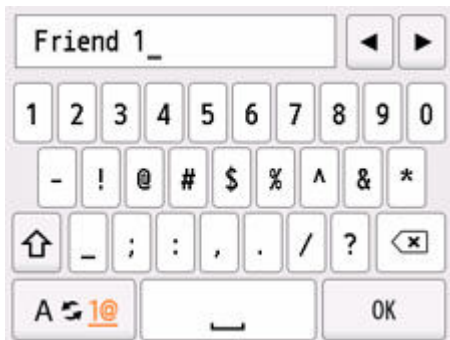 Friend 1_
1 2 3 4 5 6 7 8 9 0
- ! @ # $ % ^ & *
_ ; : , . / ?
A 1@ OK